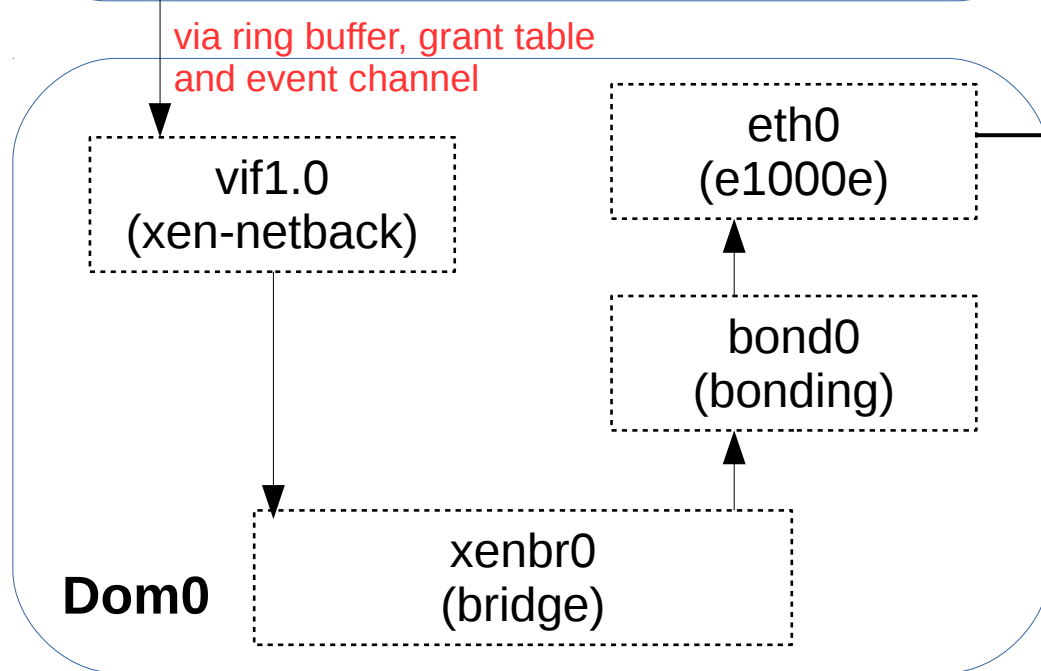 via ring buffer, grant table
and event channel
vif1.0
(xen-netback)
eth0
(e1000e)
bond0
(bonding)
xenbr0
(bridge)
Dom0